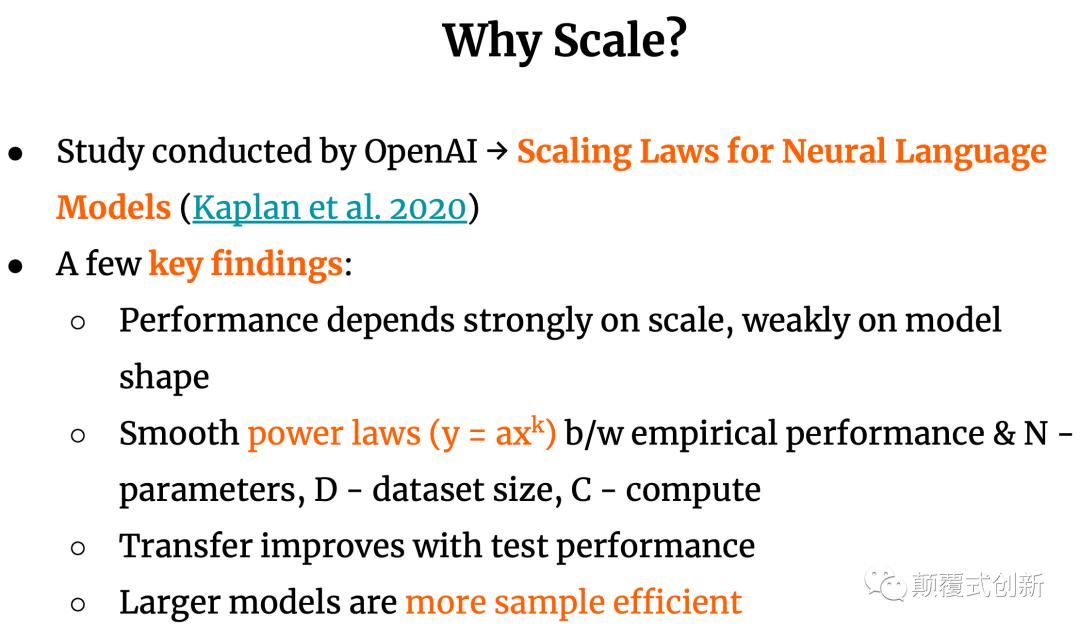 Why Scale?
● Study conducted by OpenAI → Scaling Laws for Neural Language
Models (Kaplan et al. 2020)
● A few key findings:
○ Performance depends strongly on scale, weakly on model
shape
○ Smooth power laws (y = ax^k) b/w empirical performance & N -
parameters, D - dataset size, C - compute
○ Transfer improves with test performance
○ Larger models are more sample efficient
颠覆式创新